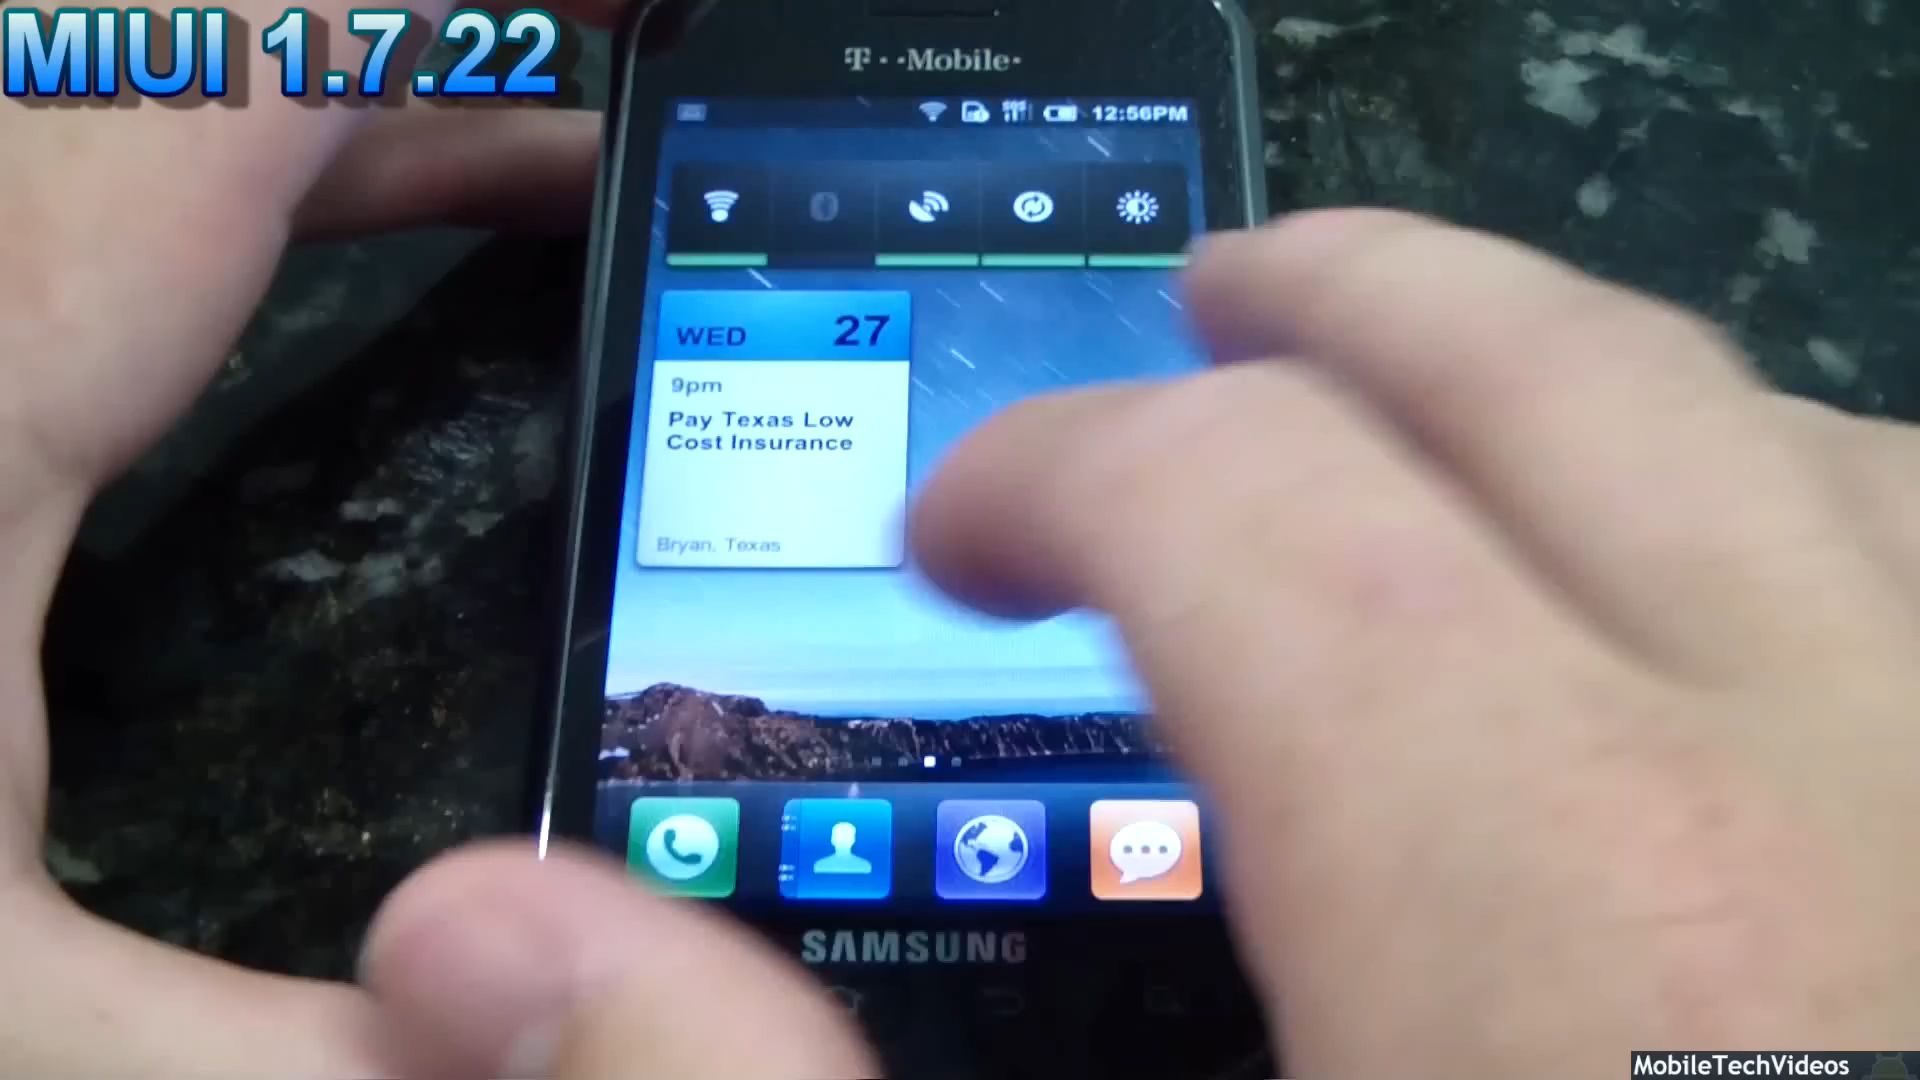 MIUI 1.7.22
T··Mobile·
SOS
12:56PM
WED 27
9pm
Pay Texas Low
Cost Insurance
Bryan, Texas
SAMSUNG
MobileTechVideos